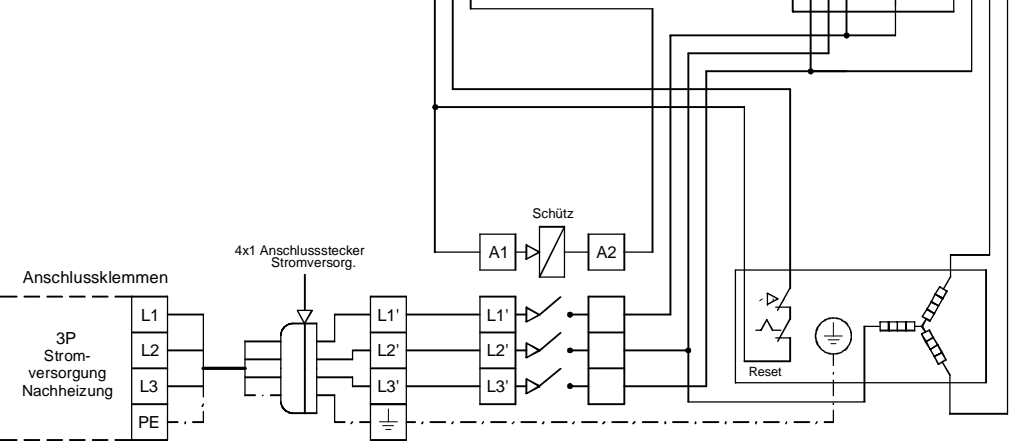 Schütz
A1
A2
4x1 Anschlussstecker
Stromversorg.
Anschlussklemmen
3P
Strom-
versorgung
Nachheizung
L1
L2
L3
PE
L1'
L2'
L3'
L1'
L2'
L3'
Reset